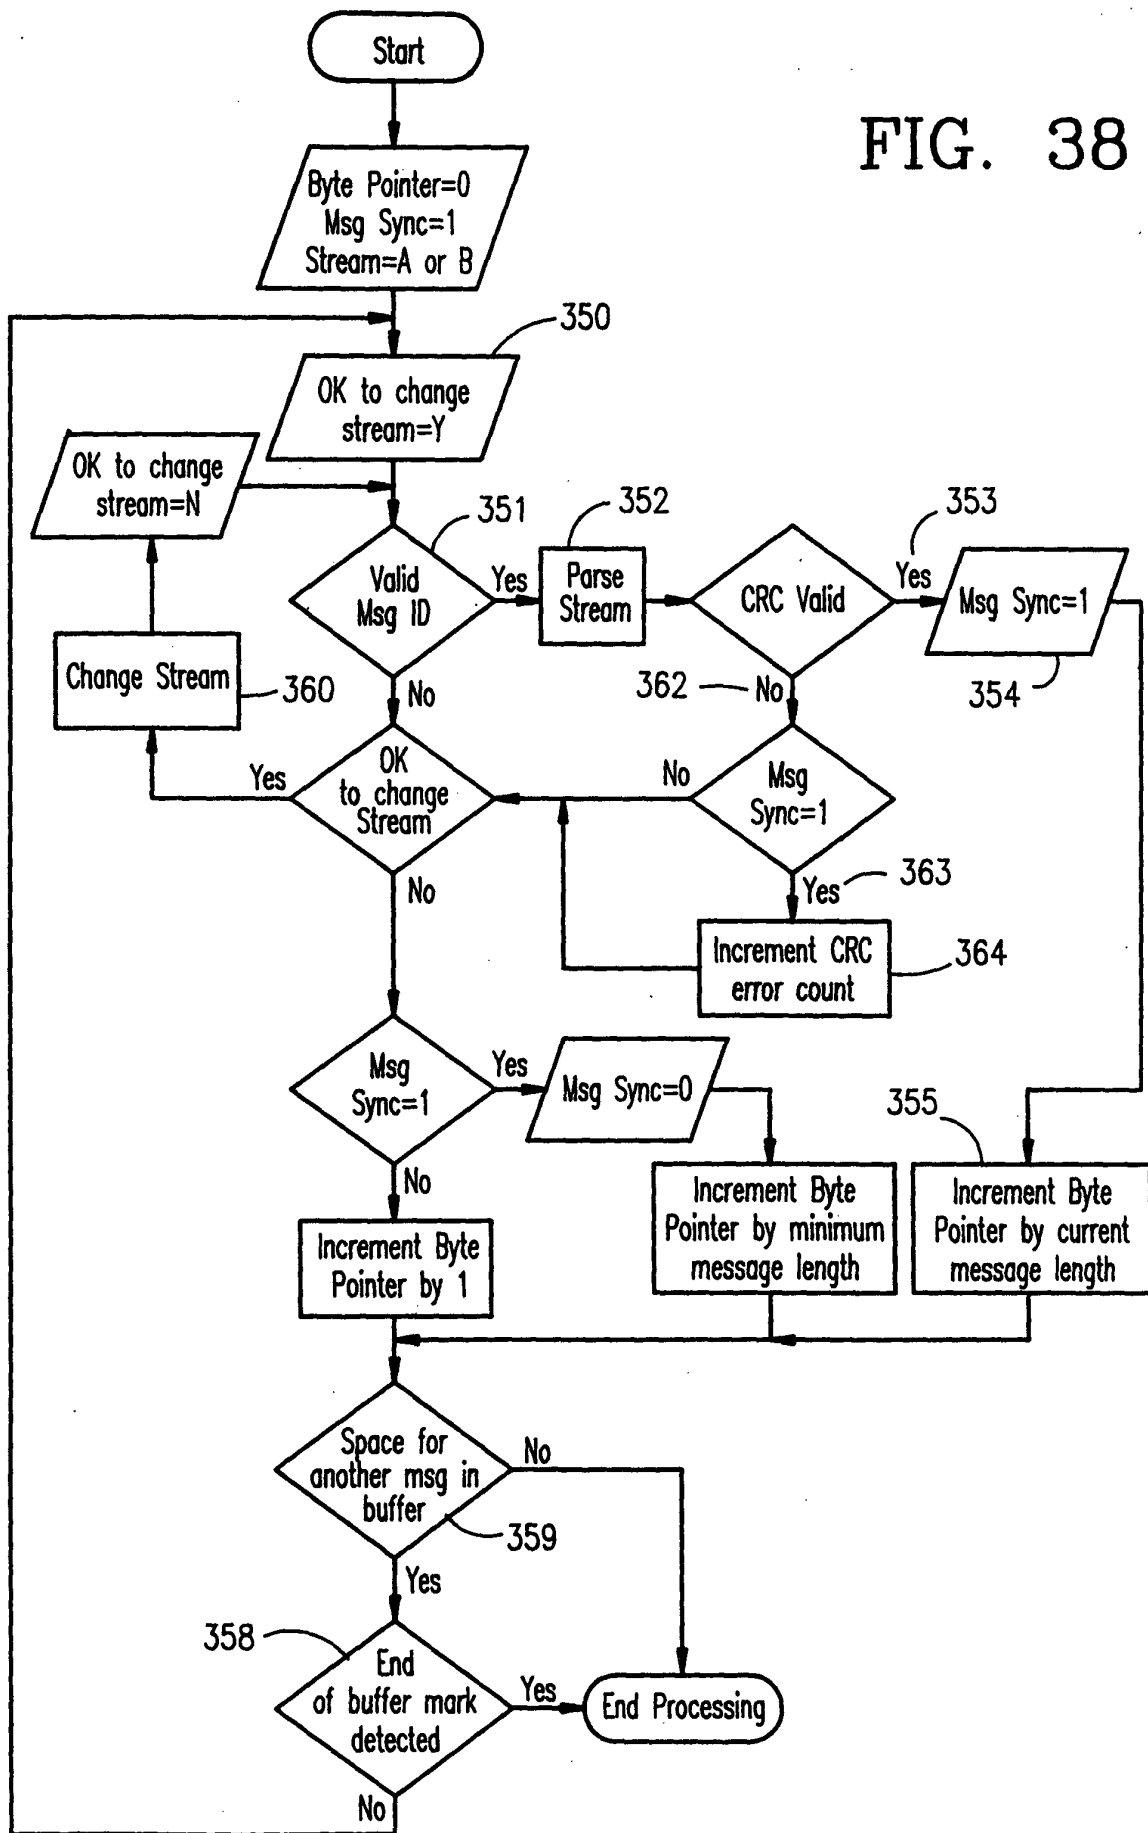 Start
FIG. 38
Byte Pointer=0
Msg Sync=1
Stream=A or B
350
OK to change
stream=Y
OK to change
stream=N
351
352
353
Valid
Msg ID
Yes
Parse
Stream
CRC Valid
Yes
Msg Sync=1
354
Change Stream
360
No
362
No
OK
to change
Stream
Yes
No
Msg
Sync=1
No
Yes
363
Increment CRC
error count
364
Msg
Sync=1
Yes
Msg Sync=0
355
No
Increment Byte
Pointer by 1
Increment Byte
Pointer by minimum
message length
Increment Byte
Pointer by current
message length
Space for
another msg in
buffer
No
359
Yes
358
End
of buffer mark
detected
Yes
End Processing
No